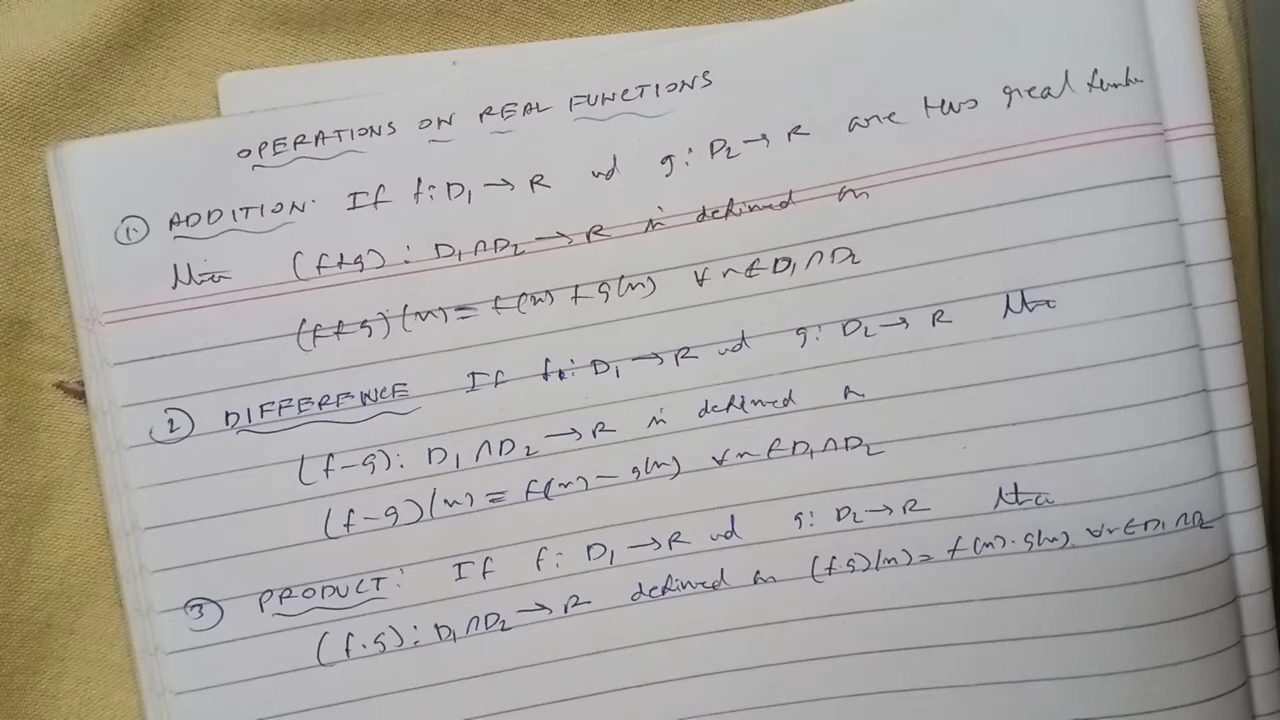 OPERATIONS ON REAL FUNCTIONS
① ADDITION. If f: D₁ → R and g: D₂ → R are two real
(f+g) : D₁∩D₂ → R is defined as
(f+g)(x) = f(x) + g(x) ∀ x ∈ D₁∩D₂
② DIFFERENCE If f: D₁ → R and g: D₂ → R then
(f-g): D₁∩D₂ → R is defined as
(f-g)(x) = f(x) - g(x) ∀ x ∈ D₁∩D₂
③ PRODUCT: If f: D₁ → R and g: D₂ → R then
(f.g): D₁∩D₂ → R defined as (f.g)(x) = f(x).g(x). ∀x ∈ D₁∩D₂